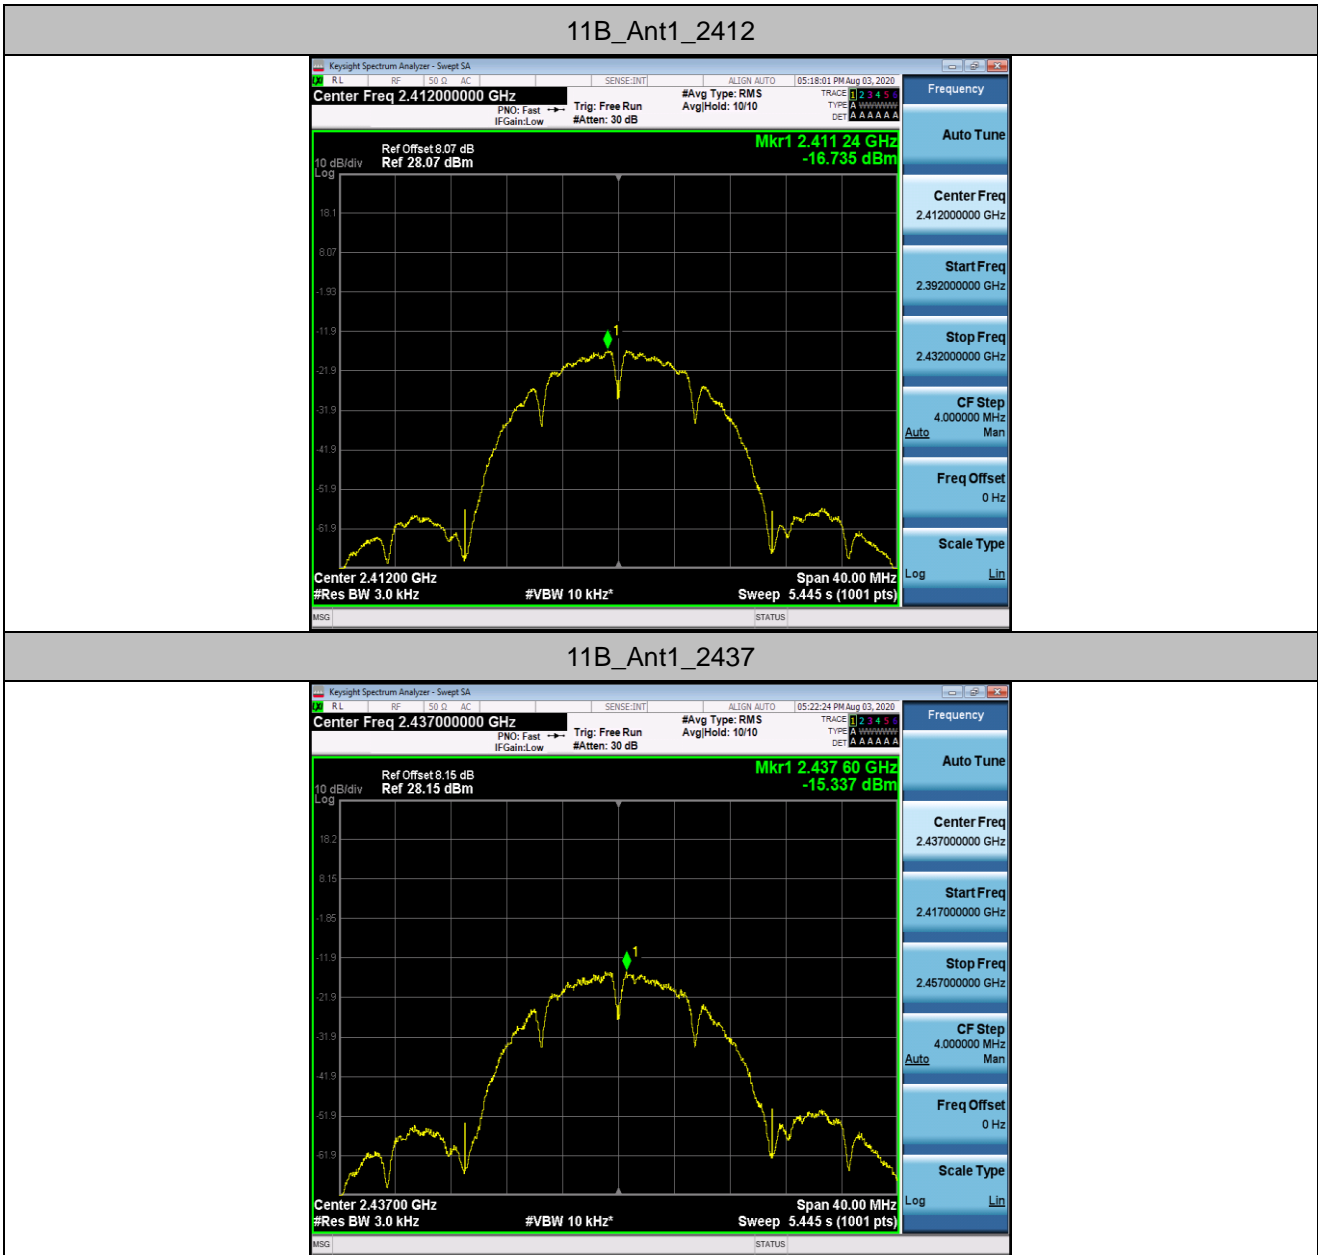 11B_Ant1_2412
Keysight Spectrum Analyzer - Swept SA
LXI RL RF 50 Ω AC SENSE:INT ALIGN AUTO 05:18:01 PM Aug 03, 2020
Center Freq 2.412000000 GHz
PNO: Fast
IFGain:Low
Trig: Free Run
#Atten: 30 dB
#Avg Type: RMS
Avg|Hold: 10/10
TRACE 1 2 3 4 5 6
TYPE A WWWWW
DET A A A A A A
Mkr1 2.411 24 GHz
-16.735 dBm
Ref Offset 8.07 dB
10 dB/div Ref 28.07 dBm
Log
18.1
8.07
-1.93
-11.9
-21.9
-31.9
-41.9
-51.9
-61.9
1
Center 2.41200 GHz Span 40.00 MHz
#Res BW 3.0 kHz #VBW 10 kHz* Sweep 5.445 s (1001 pts)
MSG STATUS
Frequency
Auto Tune
Center Freq
2.412000000 GHz
Start Freq
2.392000000 GHz
Stop Freq
2.432000000 GHz
CF Step
4.000000 MHz
Auto Man
Freq Offset
0 Hz
Scale Type
Log Lin
11B_Ant1_2437
Keysight Spectrum Analyzer - Swept SA
LXI RL RF 50 Ω AC SENSE:INT ALIGN AUTO 05:22:24 PM Aug 03, 2020
Center Freq 2.437000000 GHz
PNO: Fast
IFGain:Low
Trig: Free Run
#Atten: 30 dB
#Avg Type: RMS
Avg|Hold: 10/10
TRACE 1 2 3 4 5 6
TYPE A WWWWW
DET A A A A A A
Mkr1 2.437 60 GHz
-15.337 dBm
Ref Offset 8.15 dB
10 dB/div Ref 28.15 dBm
Log
18.2
8.15
-1.85
-11.9
-21.9
-31.9
-41.9
-51.9
-61.9
1
Center 2.43700 GHz Span 40.00 MHz
#Res BW 3.0 kHz #VBW 10 kHz* Sweep 5.445 s (1001 pts)
MSG STATUS
Frequency
Auto Tune
Center Freq
2.437000000 GHz
Start Freq
2.417000000 GHz
Stop Freq
2.457000000 GHz
CF Step
4.000000 MHz
Auto Man
Freq Offset
0 Hz
Scale Type
Log Lin